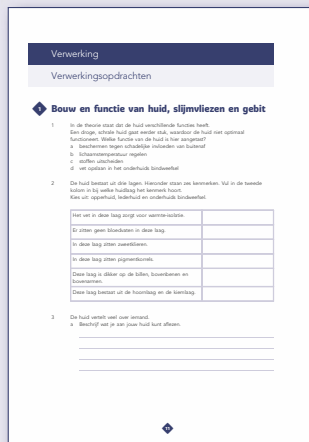 Verwerking
Verwerkingsopdrachten
1 Bouw en functie van huid, slijmvliezen en gebit
1 In de theorie staat dat de huid verschillende functies heeft.
Een droge, schrale huid gaat eerder stuk, waardoor de huid niet optimaal
functioneert. Welke functie van de huid is hier aangetast?
a beschermen tegen schadelijke invloeden van buitenaf
b lichaamstemperatuur regelen
c stoffen uitscheiden
d vet opslaan in het onderhuids bindweefsel
2 De huid bestaat uit drie lagen. Hieronder staan zes kenmerken. Vul in de tweede
kolom in bij welke huidlaag het kenmerk hoort.
Kies uit: opperhuid, lederhuid en onderhuids bindweefsel.
Het vet in deze laag zorgt voor warmte-isolatie.
Er zitten geen bloedvaten in deze laag.
In deze laag zitten zweetklieren.
In deze laag zitten pigmentkorrels.
Deze laag is dikker op de billen, bovenbenen en
bovenarmen.
Deze laag bestaat uit de hoornlaag en de kiemlaag.
3 De huid vertelt veel over iemand.
a Beschrijf wat je aan jouw huid kunt aflezen.